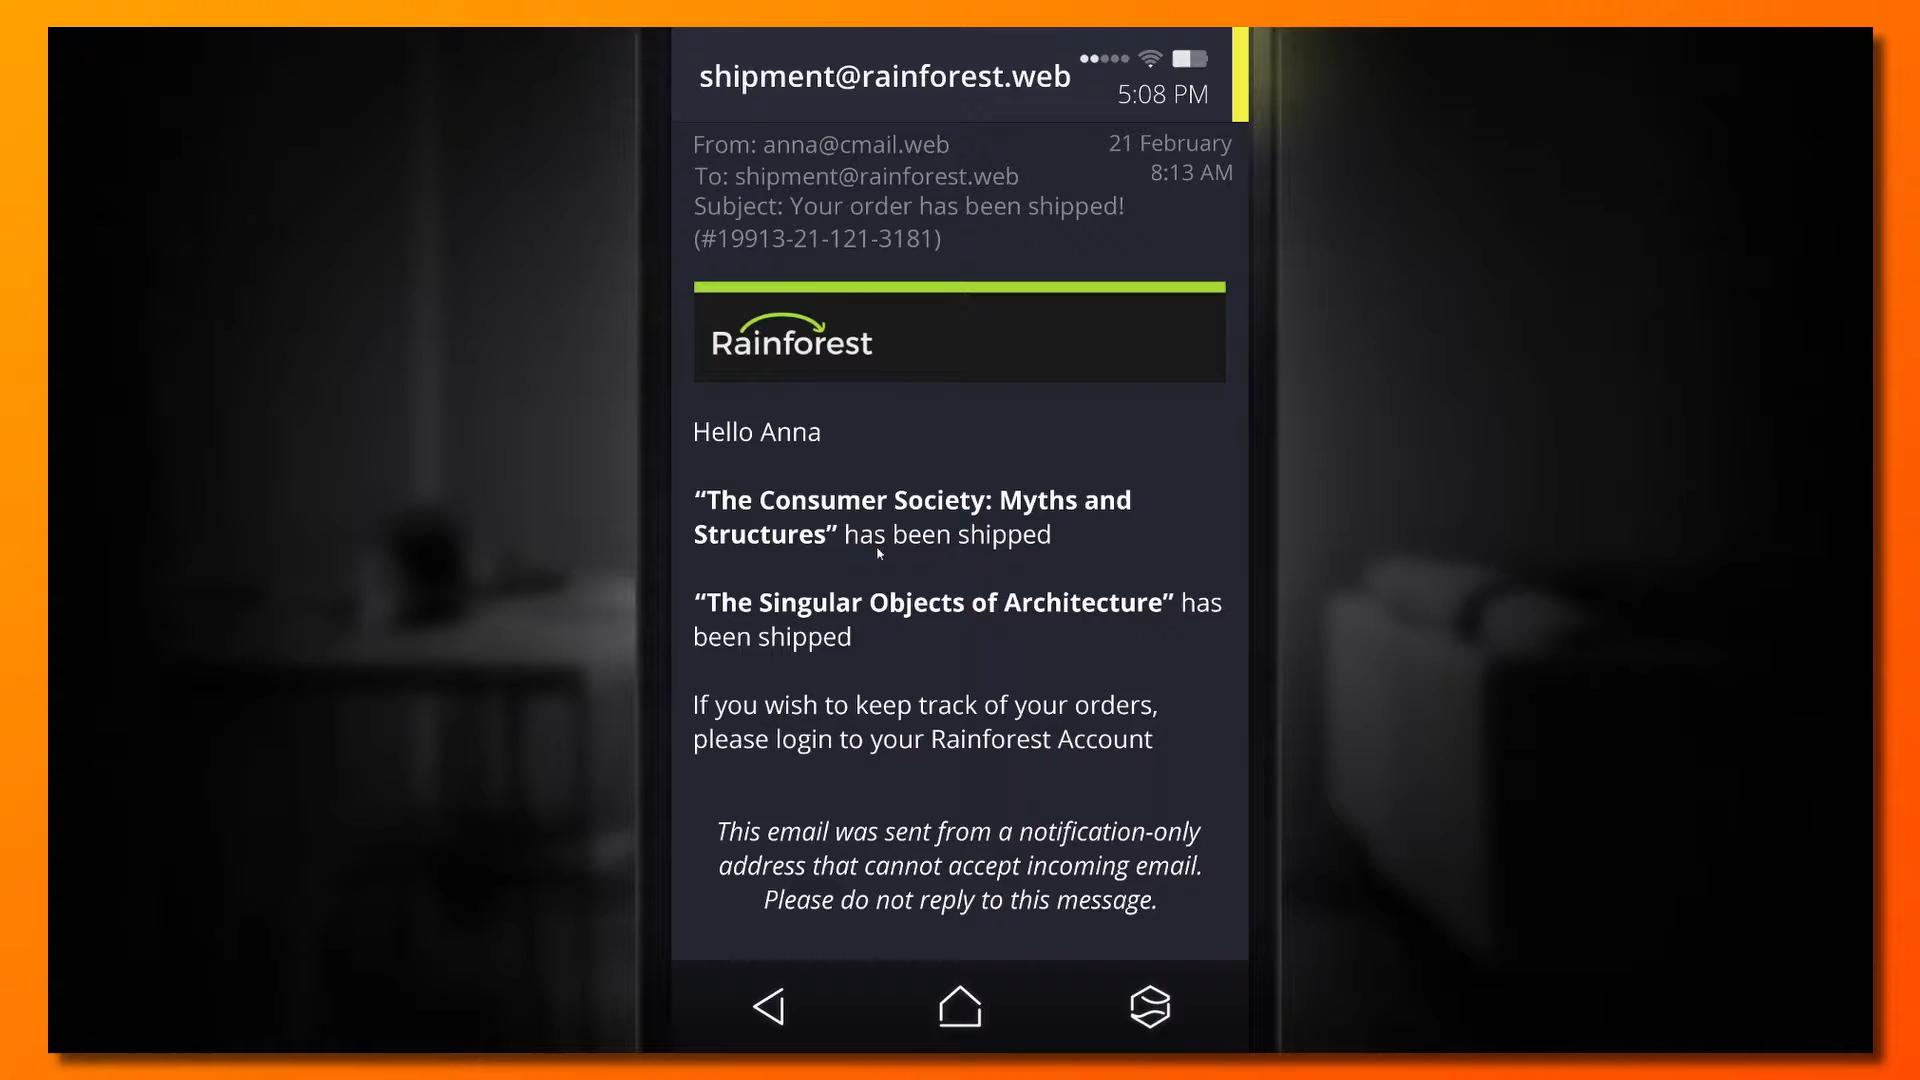 shipment@rainforest.web
5:08 PM
From: anna@cmail.web
21 February
To: shipment@rainforest.web
8:13 AM
Subject: Your order has been shipped!
(#19913-21-121-3181)
Rainforest
Hello Anna
“The Consumer Society: Myths and
Structures” has been shipped
“The Singular Objects of Architecture” has
been shipped
If you wish to keep track of your orders,
please login to your Rainforest Account
This email was sent from a notification-only
address that cannot accept incoming email.
Please do not reply to this message.